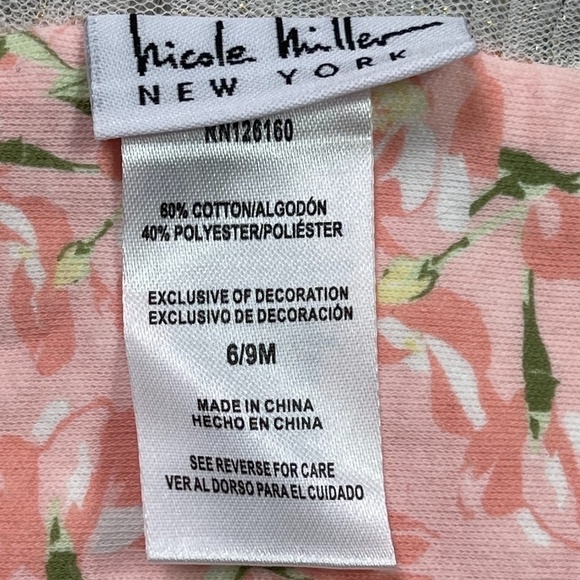 Nicole Miller
NEW YORK
RN126160
60% COTTON/ALGODÓN
40% POLYESTER/POLIÉSTER
EXCLUSIVE OF DECORATION
EXCLUSIVO DE DECORACIÓN
6/9M
MADE IN CHINA
HECHO EN CHINA
SEE REVERSE FOR CARE
VER AL DORSO PARA EL CUIDADO